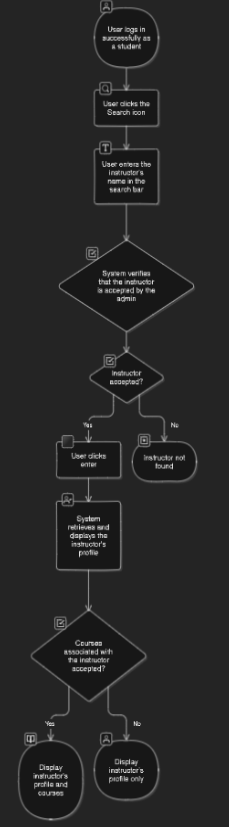 User logs in
successfully as
a student
User clicks the
Search icon
User enters the
instructor's
name in the
search bar
System verifies
that the instructor
is accepted by the
admin
Instructor
accepted?
Yes
No
User clicks
enter
Instructor not
found
System
retrieves and
displays the
instructor's
profile
Courses
associated with
the instructor
accepted?
Yes
No
Display
instructor's
profile and
courses
Display
instructor's
profile only